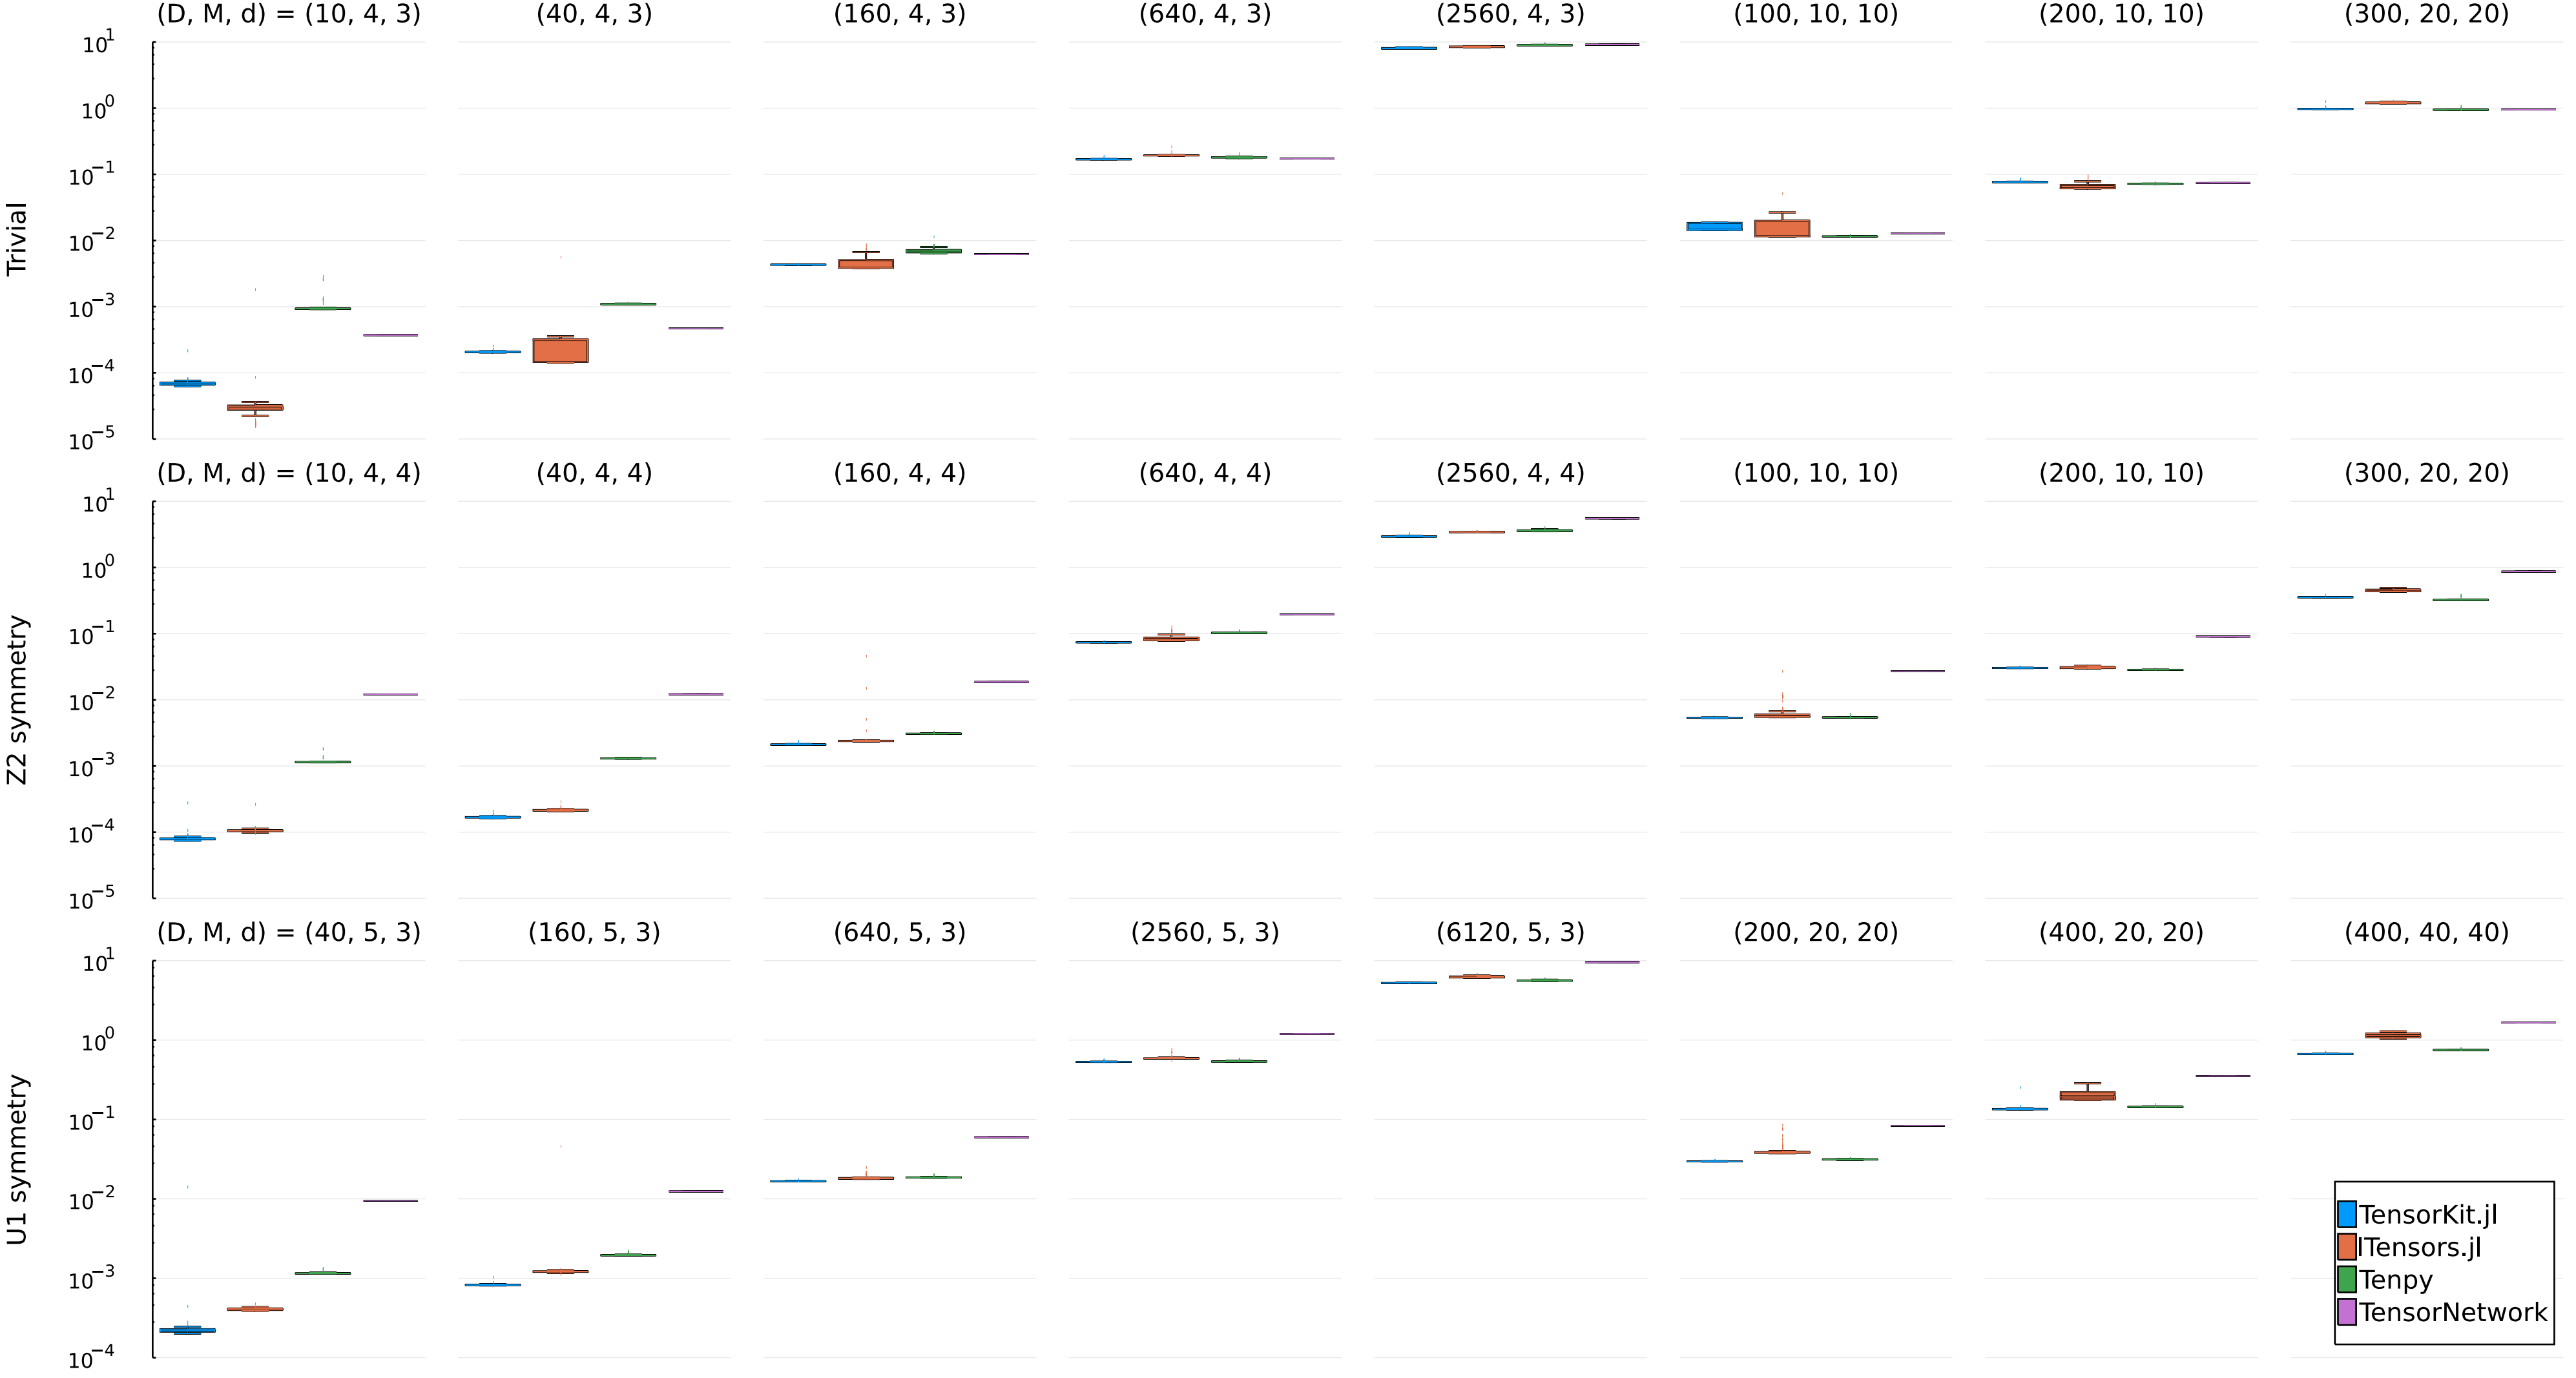 (D, M, d) = (10, 4, 3) (40, 4, 3) (160, 4, 3) (640, 4, 3) (2560, 4, 3) (100, 10, 10) (200, 10, 10) (300, 20, 20)
Trivial
10^1
10^0
10^−1
10^−2
10^−3
10^−4
10^−5
(D, M, d) = (10, 4, 4) (40, 4, 4) (160, 4, 4) (640, 4, 4) (2560, 4, 4) (100, 10, 10) (200, 10, 10) (300, 20, 20)
Z2 symmetry
10^1
10^0
10^−1
10^−2
10^−3
10^−4
10^−5
(D, M, d) = (40, 5, 3) (160, 5, 3) (640, 5, 3) (2560, 5, 3) (6120, 5, 3) (200, 20, 20) (400, 20, 20) (400, 40, 40)
U1 symmetry
10^1
10^0
10^−1
10^−2
10^−3
10^−4
TensorKit.jl
ITensors.jl
Tenpy
TensorNetwork